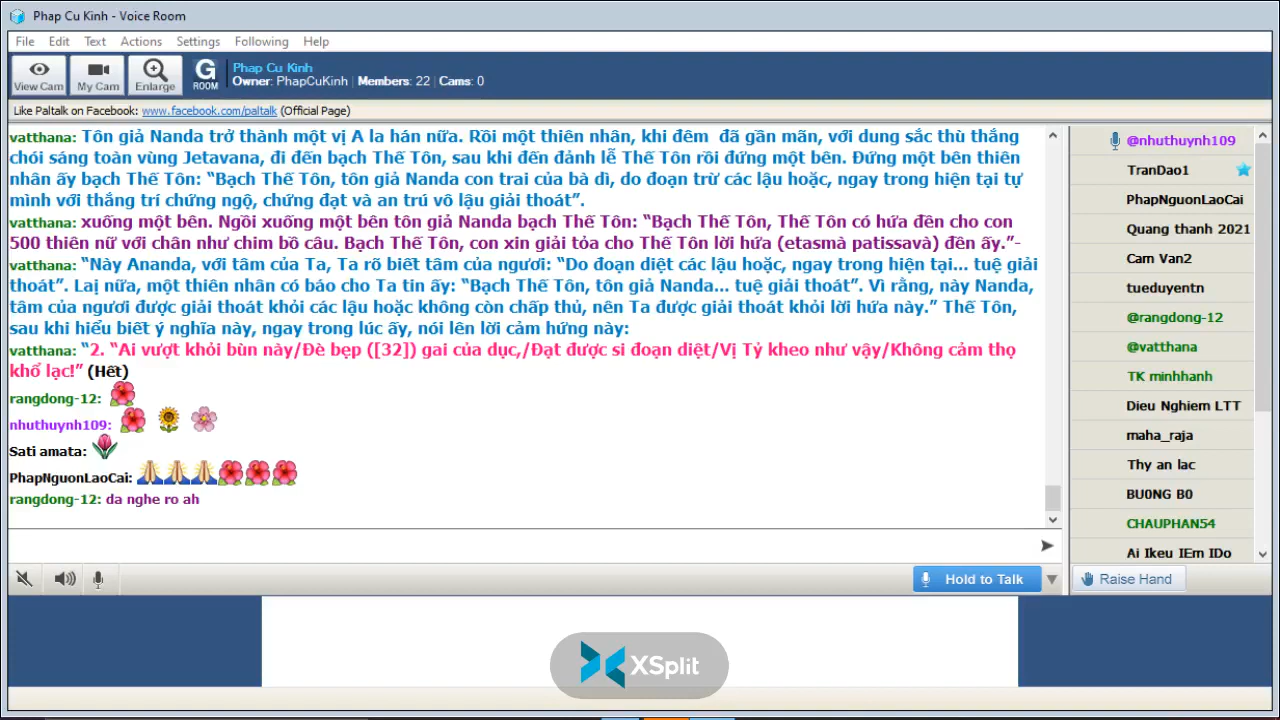 Phap Cu Kinh - Voice Room
File Edit Text Actions Settings Following Help
View Cam My Cam Enlarge G ROOM
Phap Cu Kinh
Owner: PhapCuKinh | Members: 22 | Cams: 0
Like Paltalk on Facebook: www.facebook.com/paltalk (Official Page)
vatthana: Tôn giả Nanda trở thành một vị A la hán nữa. Rồi một thiên nhân, khi đêm đã gần mãn, với dung sắc thù thắng
chói sáng toàn vùng Jetavana, đi đến bạch Thế Tôn, sau khi đến đảnh lễ Thế Tôn rồi đứng một bên. Đứng một bên thiên
nhân ấy bạch Thế Tôn: “Bạch Thế Tôn, tôn giả Nanda con trai của bà dì, do đoạn trừ các lậu hoặc, ngay trong hiện tại tự
mình với thắng trí chứng ngộ, chứng đạt và an trú vô lậu giải thoát”.
vatthana: xuống một bên. Ngồi xuống một bên tôn giả Nanda bạch Thế Tôn: “Bạch Thế Tôn, Thế Tôn có hứa đên cho con
500 thiên nữ với chân như chim bồ câu. Bạch Thế Tôn, con xin giải tỏa cho Thế Tôn lời hứa (etasmà patissavà) đên ấy.”-
vatthana: “Này Ananda, với tâm của Ta, Ta rõ biết tâm của ngươi: “Do đoạn diệt các lậu hoặc, ngay trong hiện tại... tuệ giải
thoát”. Laị nữa, một thiên nhân có báo cho Ta tin ấy: “Bạch Thế Tôn, tôn giả Nanda... tuệ giải thoát”. Vì rằng, này Nanda,
tâm của ngươi được giải thoát khỏi các lậu hoặc không còn chấp thủ, nên Ta được giải thoát khỏi lời hứa này.” Thế Tôn,
sau khi hiểu biết ý nghĩa này, ngay trong lúc ấy, nói lên lời cảm hứng này:
vatthana: “2. “Ai vượt khỏi bùn này/Đè bẹp ([32]) gai của dục,/Đạt được si đoạn diệt/Vị Tỷ kheo như vậy/Không cảm thọ
khổ lạc!” (Hết)
rangdong-12:
nhuthuynh109:
Sati amata:
PhapNguonLaoCai:
rangdong-12: da nghe ro ah
@nhuthuynh109
TranDao1
PhapNguonLaoCai
Quang thanh 2021
Cam Van2
tueduyentn
@rangdong-12
@vatthana
TK minhhanh
Dieu Nghiem LTT
maha_raja
Thy an lac
BU0NG B0
CHAUPHAN54
Ai Ikeu IEm IDo
Hold to Talk
Raise Hand
XSplit